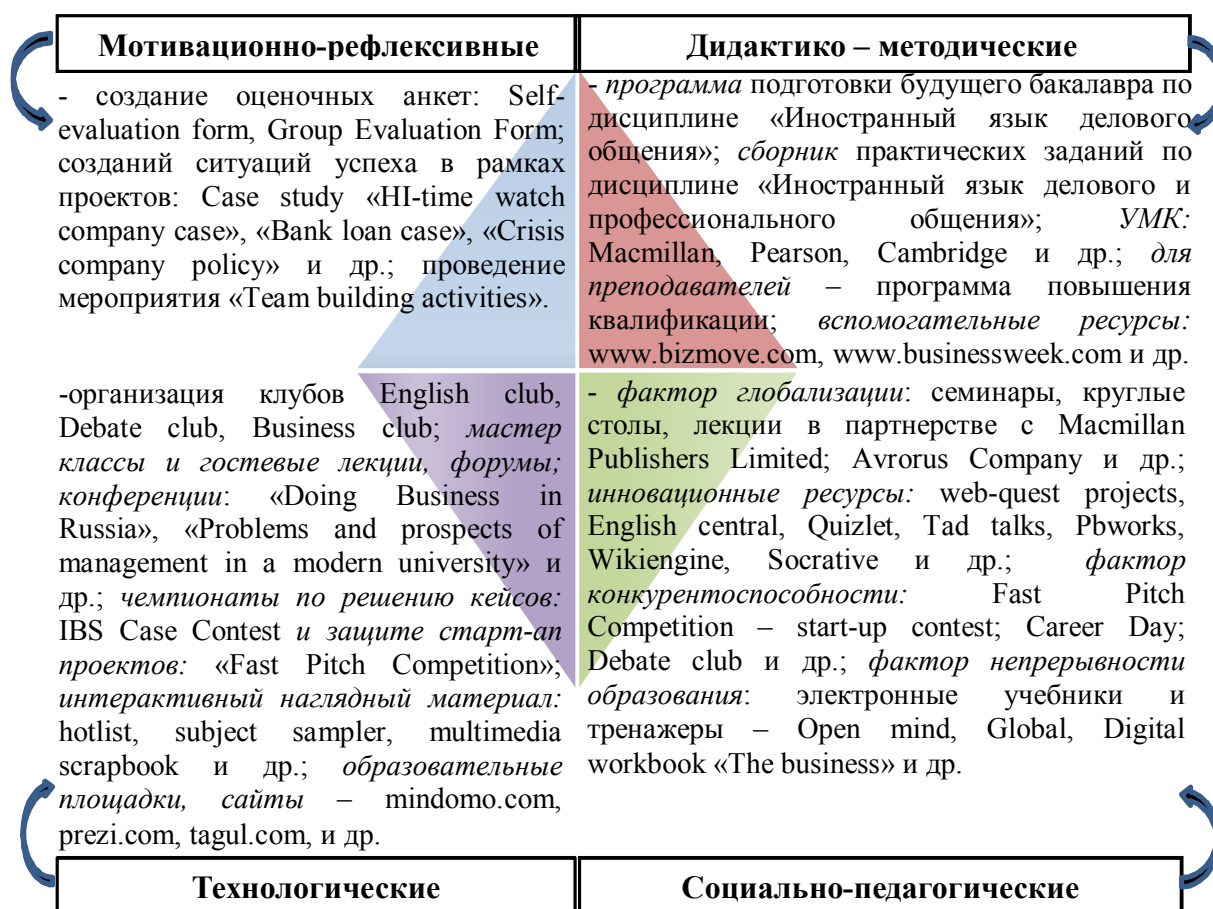 Мотивационно-рефлексивные
Дидактико – методические
- создание оценочных анкет: Self-
evaluation form, Group Evaluation Form;
созданий ситуаций успеха в рамках
проектов: Case study «HI-time watch
company case», «Bank loan case», «Crisis
company policy» и др.; проведение
мероприятия «Team building activities».
- программа подготовки будущего бакалавра по
дисциплине «Иностранный язык делового
общения»; сборник практических заданий по
дисциплине «Иностранный язык делового и
профессионального общения»; УМК:
Macmillan, Pearson, Cambridge и др.; для
преподавателей – программа повышения
квалификации; вспомогательные ресурсы:
www.bizmove.com, www.businessweek.com и др.
-организация клубов English club,
Debate club, Business club; мастер
классы и гостевые лекции, форумы;
конференции: «Doing Business in
Russia», «Problems and prospects of
management in a modern university» и
др.; чемпионаты по решению кейсов:
IBS Case Contest и защите старт-ап
проектов: «Fast Pitch Competition»;
интерактивный наглядный материал:
hotlist, subject sampler, multimedia
scrapbook и др.; образовательные
площадки, сайты – mindomo.com,
prezi.com, tagul.com, и др.
- фактор глобализации: семинары, круглые
столы, лекции в партнерстве с Macmillan
Publishers Limited; Avrorus Company и др.;
инновационные ресурсы: web-quest projects,
English central, Quizlet, Tad talks, Pbworks,
Wikiengine, Socrative и др.; фактор
конкурентоспособности: Fast Pitch
Competition – start-up contest; Career Day;
Debate club и др.; фактор непрерывности
образования: электронные учебники и
тренажеры – Open mind, Global, Digital
workbook «The business» и др.
Технологические
Социально-педагогические